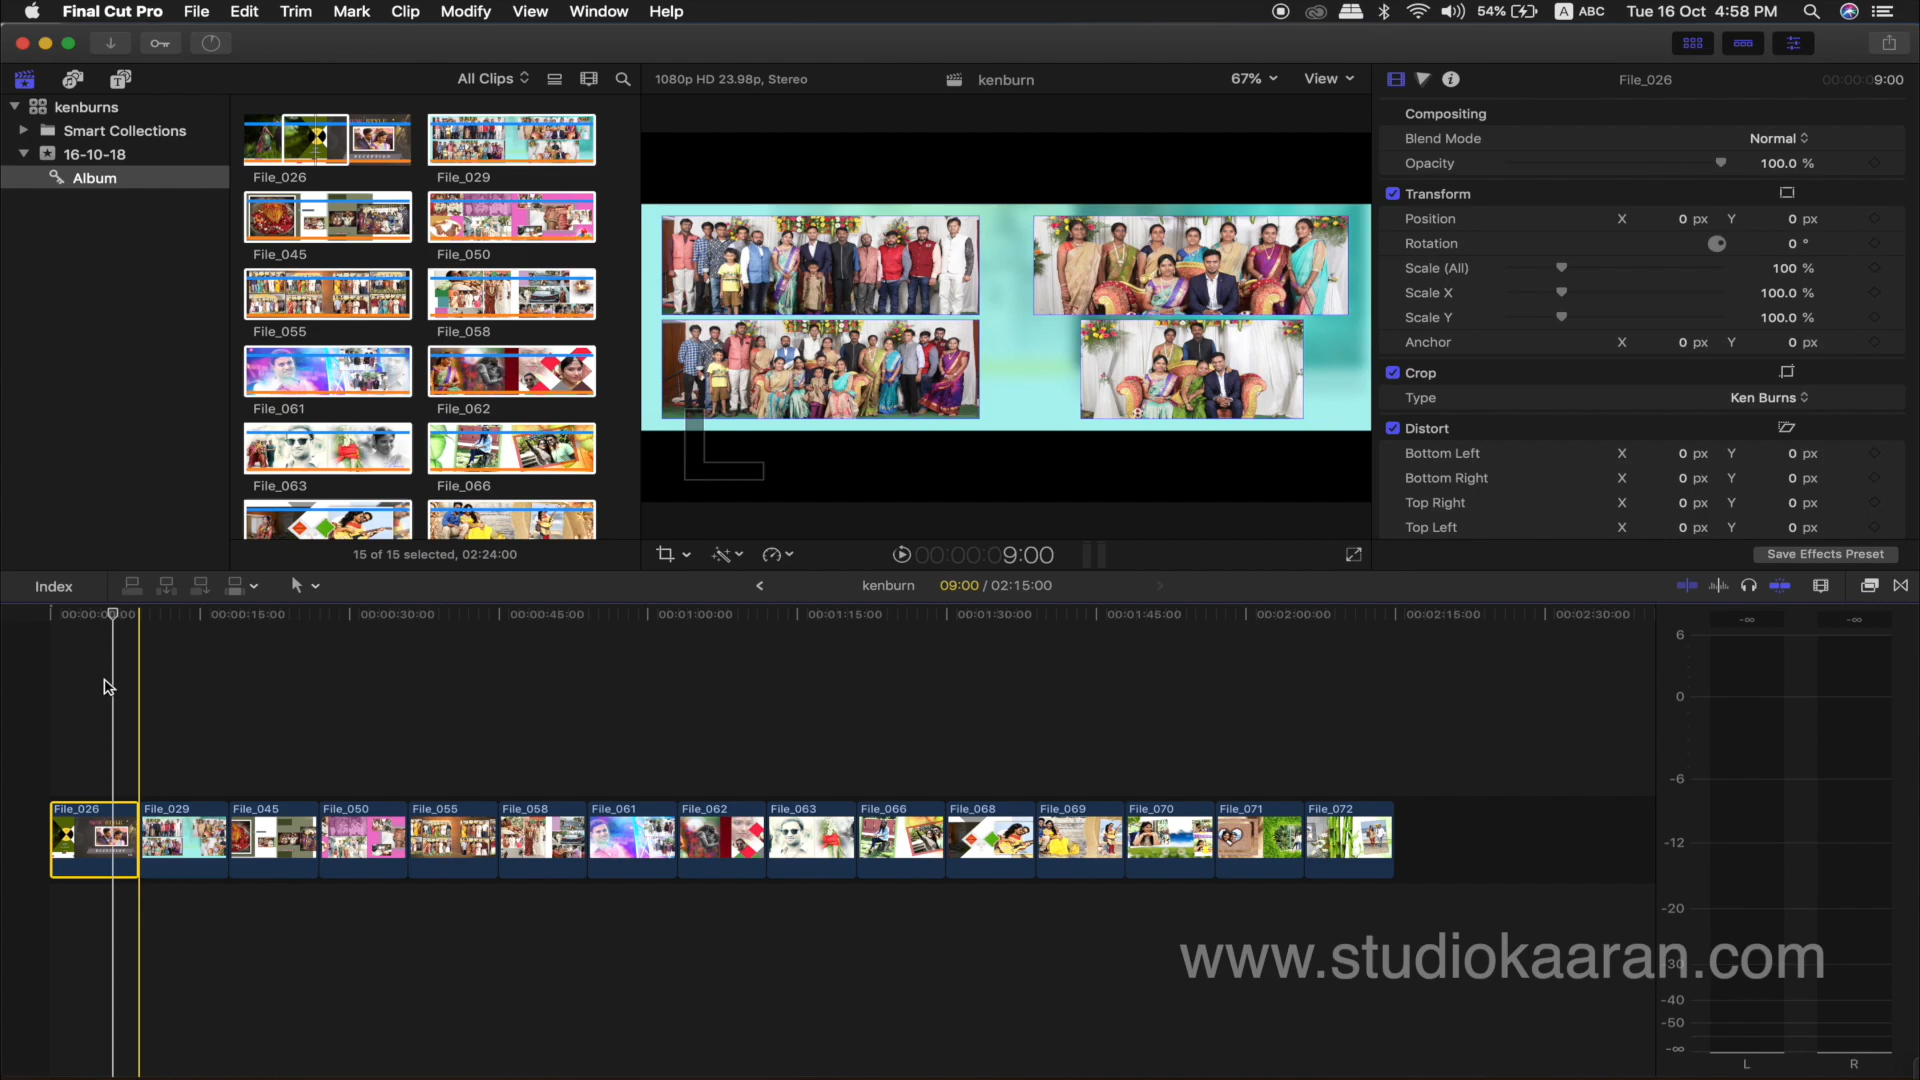 Final Cut Pro File Edit Trim Mark Clip Modify View Window Help 54% A ABC Tue 16 Oct 4:58 PM
All Clips 1080p HD 23.98p, Stereo kenburn 67% View File_026 00:00:09:00
kenburns
Smart Collections
16-10-18
Album
File_026 File_029
File_045 File_050
File_055 File_058
File_061 File_062
File_063 File_066
15 of 15 selected, 02:24:00
00:00:09:00
Compositing
Blend Mode Normal
Opacity 100.0 %
Transform
Position X 0 px Y 0 px
Rotation 0 °
Scale (All) 100 %
Scale X 100.0 %
Scale Y 100.0 %
Anchor X 0 px Y 0 px
Crop
Type Ken Burns
Distort
Bottom Left X 0 px Y 0 px
Bottom Right X 0 px Y 0 px
Top Right X 0 px Y 0 px
Top Left X 0 px Y 0 px
Save Effects Preset
Index kenburn 09:00 / 02:15:00
00:00:00:00 00:00:15:00 00:00:30:00 00:00:45:00 00:01:00:00 00:01:15:00 00:01:30:00 00:01:45:00 00:02:00:00 00:02:15:00 00:02:30:00
File_026 File_029 File_045 File_050 File_055 File_058 File_061 File_062 File_063 File_066 File_068 File_069 File_070 File_071 File_072
-∞ -∞
6
0
-6
-12
-20
-30
-40
-50
-∞
L R
www.studiokaaran.com